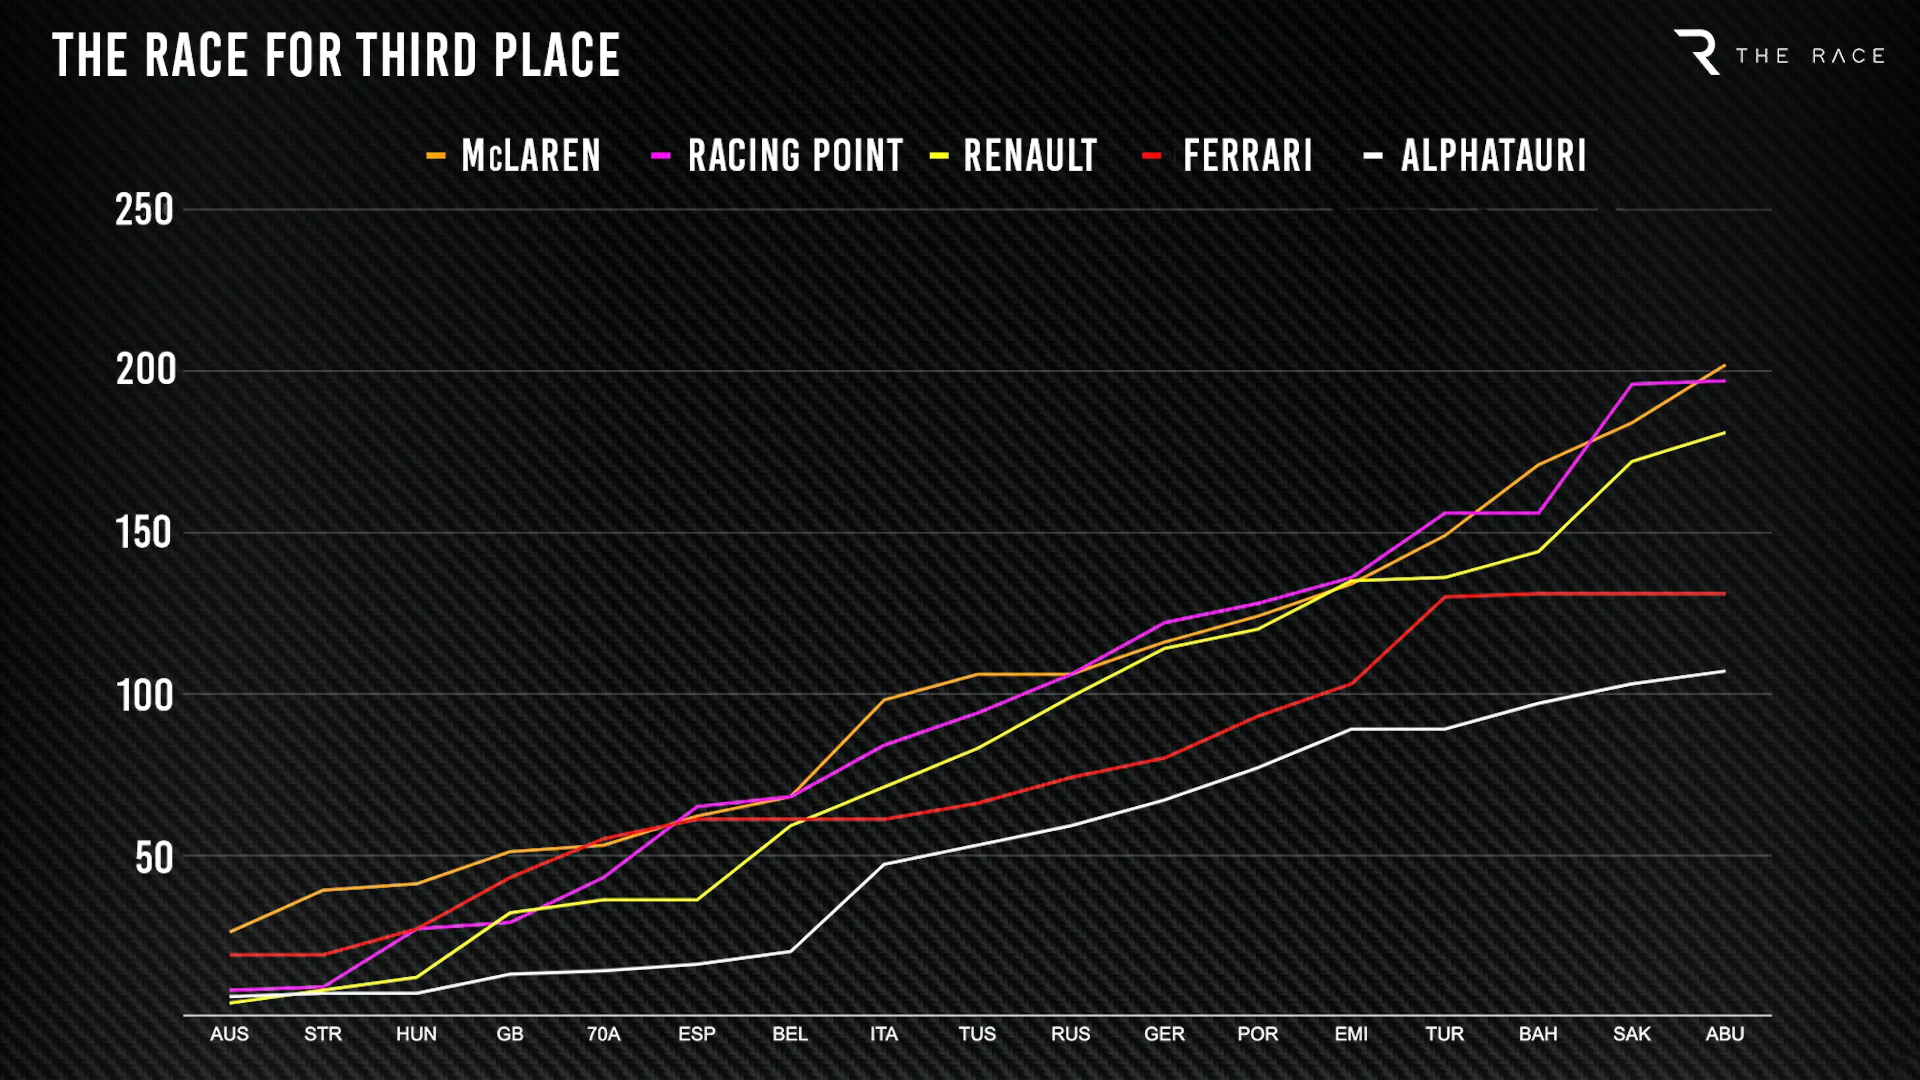 THE RACE FOR THIRD PLACE
THE RACE
McLAREN RACING POINT RENAULT FERRARI ALPHATAURI
250
200
150
100
50
AUS STR HUN GB 70A ESP BEL ITA TUS RUS GER POR EMI TUR BAH SAK ABU